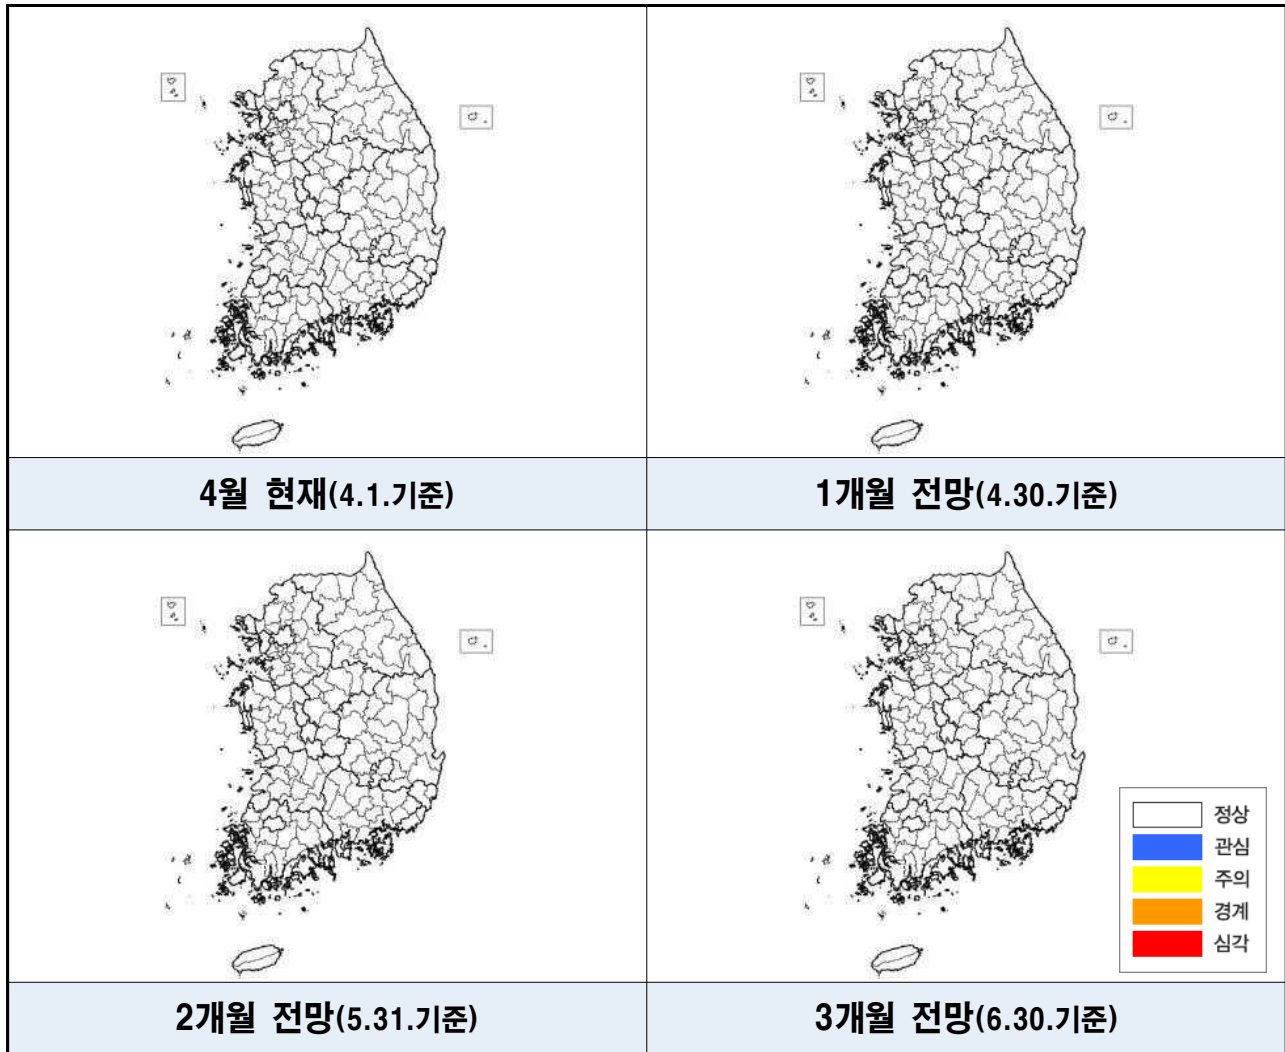 4월 현재(4.1.기준)
1개월 전망(4.30.기준)
정상
관심
주의
경계
심각
2개월 전망(5.31.기준)
3개월 전망(6.30.기준)